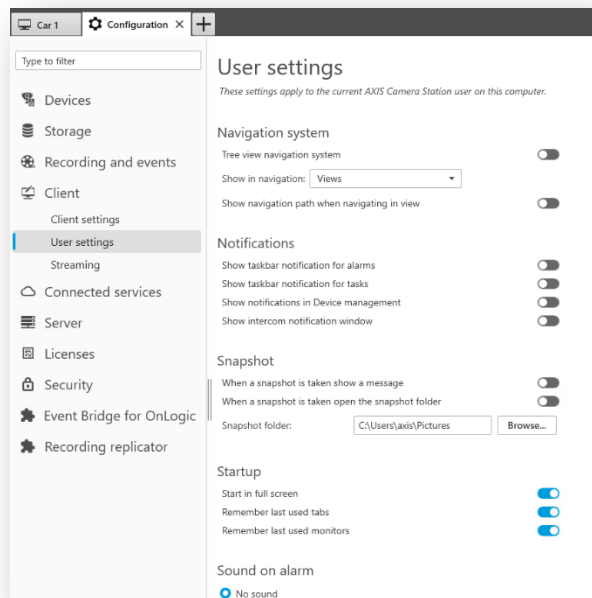 Car 1
Configuration
Type to filter
Devices
Storage
Recording and events
Client
Client settings
User settings
Streaming
Connected services
Server
Licenses
Security
Event Bridge for OnLogic
Recording replicator
User settings
These settings apply to the current AXIS Camera Station user on this computer.
Navigation system
Tree view navigation system
Show in navigation: Views
Show navigation path when navigating in view
Notifications
Show taskbar notification for alarms
Show taskbar notification for tasks
Show notifications in Device management
Show intercom notification window
Snapshot
When a snapshot is taken show a message
When a snapshot is taken open the snapshot folder
Snapshot folder: C:\Users\axis\Pictures Browse...
Startup
Start in full screen
Remember last used tabs
Remember last used monitors
Sound on alarm
No sound